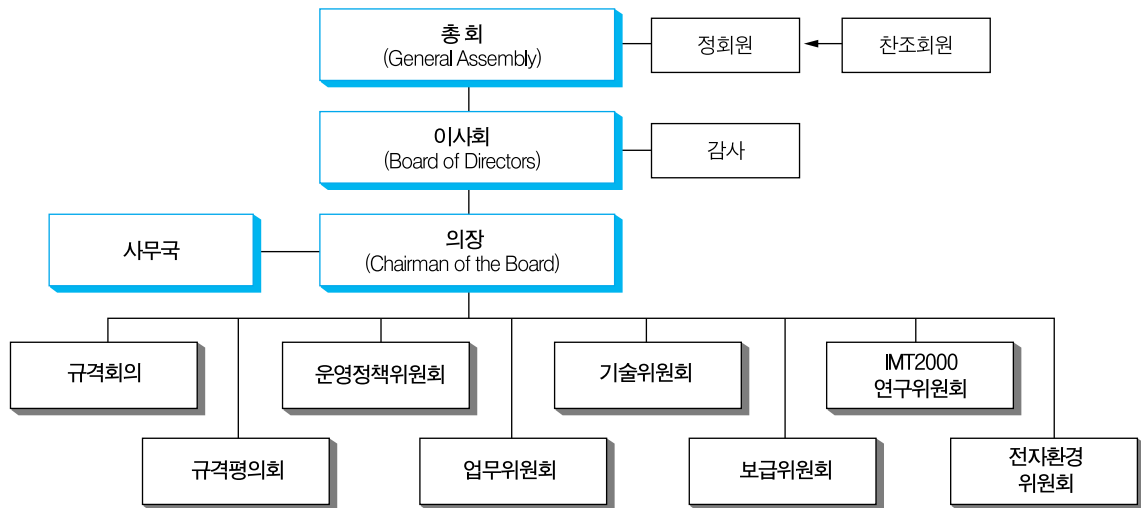 총 회
(General Assembly)
정회원
찬조회원
이사회
(Board of Directors)
감사
사무국
의장
(Chairman of the Board)
규격회의
운영정책위원회
기술위원회
IMT2000
연구위원회
규격평의회
업무위원회
보급위원회
전자환경
위원회